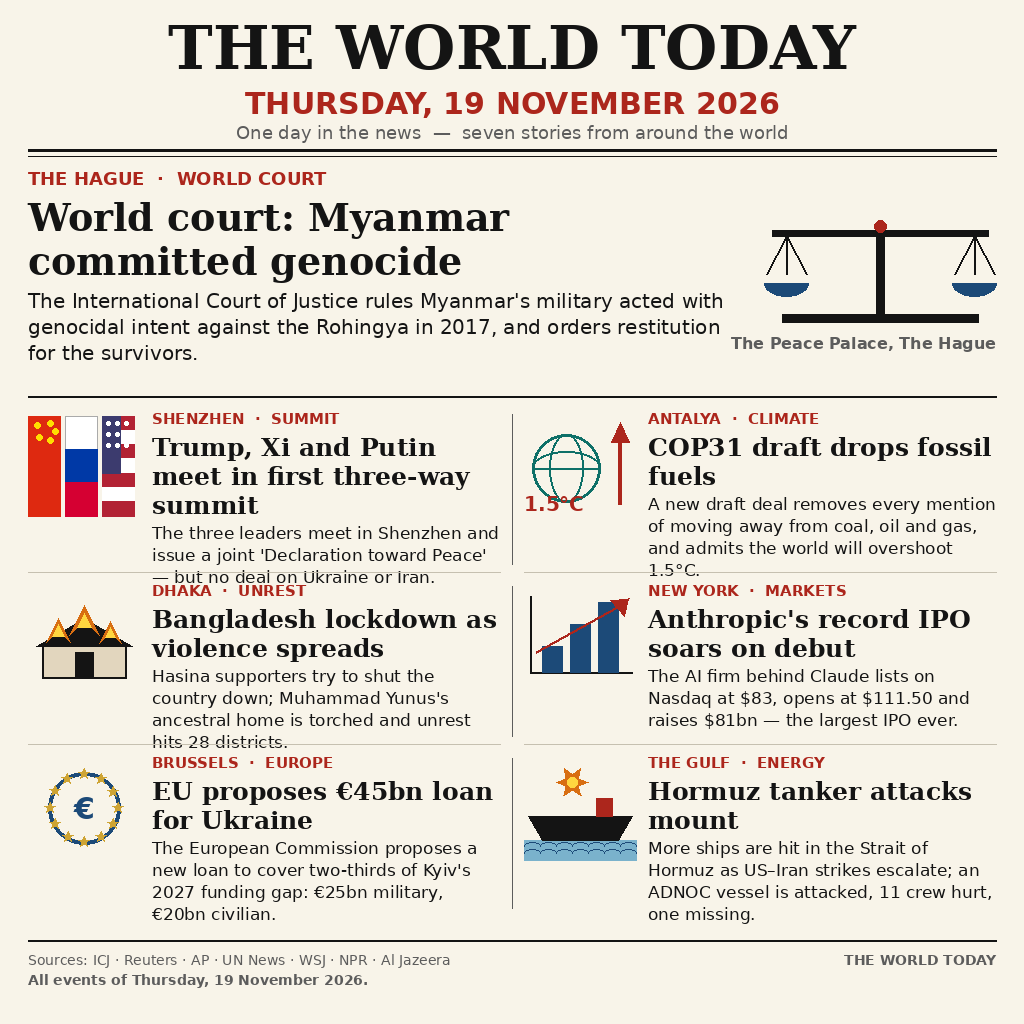 THE WORLD TODAY
THURSDAY, 19 NOVEMBER 2026
One day in the news — seven stories from around the world
THE HAGUE · WORLD COURT
World court: Myanmar
committed genocide
The International Court of Justice rules Myanmar's military acted with
genocidal intent against the Rohingya in 2017, and orders restitution
for the survivors.
The Peace Palace, The Hague
SHENZHEN · SUMMIT
Trump, Xi and Putin
meet in first three-way
summit
The three leaders meet in Shenzhen and
issue a joint 'Declaration toward Peace'
— but no deal on Ukraine or Iran.
1.5°C
ANTALYA · CLIMATE
COP31 draft drops fossil
fuels
A new draft deal removes every mention
of moving away from coal, oil and gas,
and admits the world will overshoot
1.5°C.
DHAKA · UNREST
Bangladesh lockdown as
violence spreads
Hasina supporters try to shut the
country down; Muhammad Yunus's
ancestral home is torched and unrest
hits 28 districts.
NEW YORK · MARKETS
Anthropic's record IPO
soars on debut
The AI firm behind Claude lists on
Nasdaq at $83, opens at $111.50 and
raises $81bn — the largest IPO ever.
BRUSSELS · EUROPE
€
EU proposes €45bn loan
for Ukraine
The European Commission proposes a
new loan to cover two-thirds of Kyiv's
2027 funding gap: €25bn military,
€20bn civilian.
THE GULF · ENERGY
Hormuz tanker attacks
mount
More ships are hit in the Strait of
Hormuz as US–Iran strikes escalate; an
ADNOC vessel is attacked, 11 crew hurt,
one missing.
Sources: ICJ · Reuters · AP · UN News · WSJ · NPR · Al Jazeera
All events of Thursday, 19 November 2026.
THE WORLD TODAY